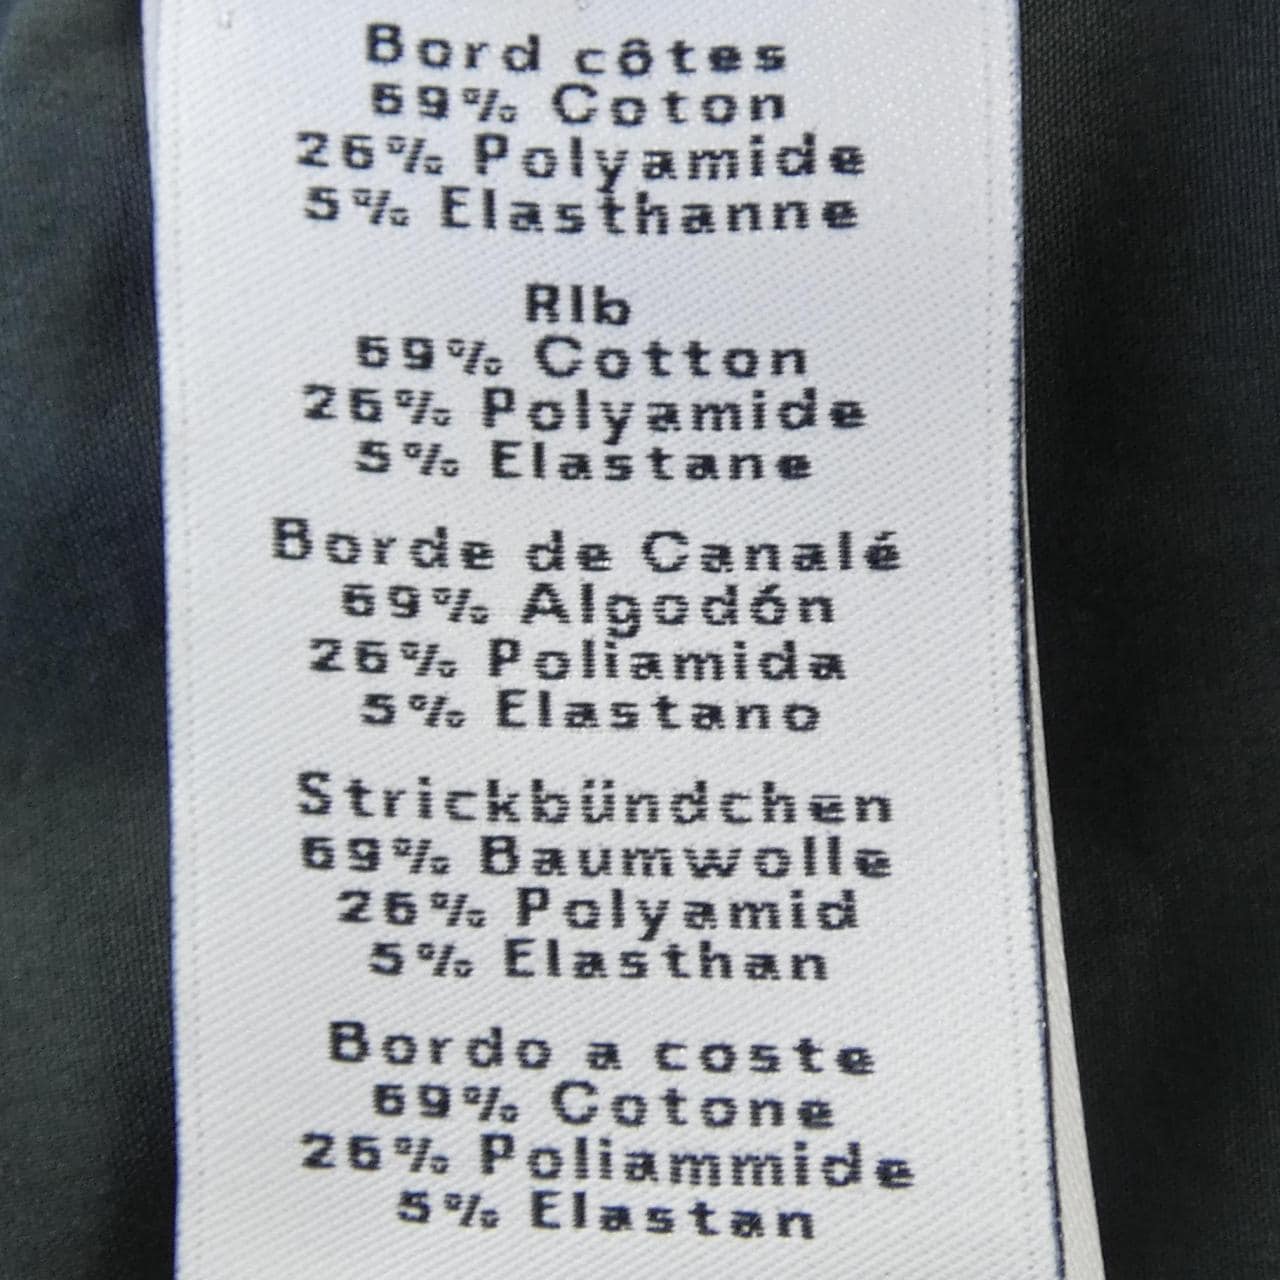 Bord côtes
69% Coton
26% Polyamide
5% Elasthanne
RIb
69% Cotton
26% Polyamide
5% Elastane
Borde de Canalé
69% Algodón
26% Poliamida
5% Elastano
Strickbündchen
69% Baumwolle
26% Polyamid
5% Elasthan
Bordo a coste
69% Cotone
26% Poliammide
5% Elastan